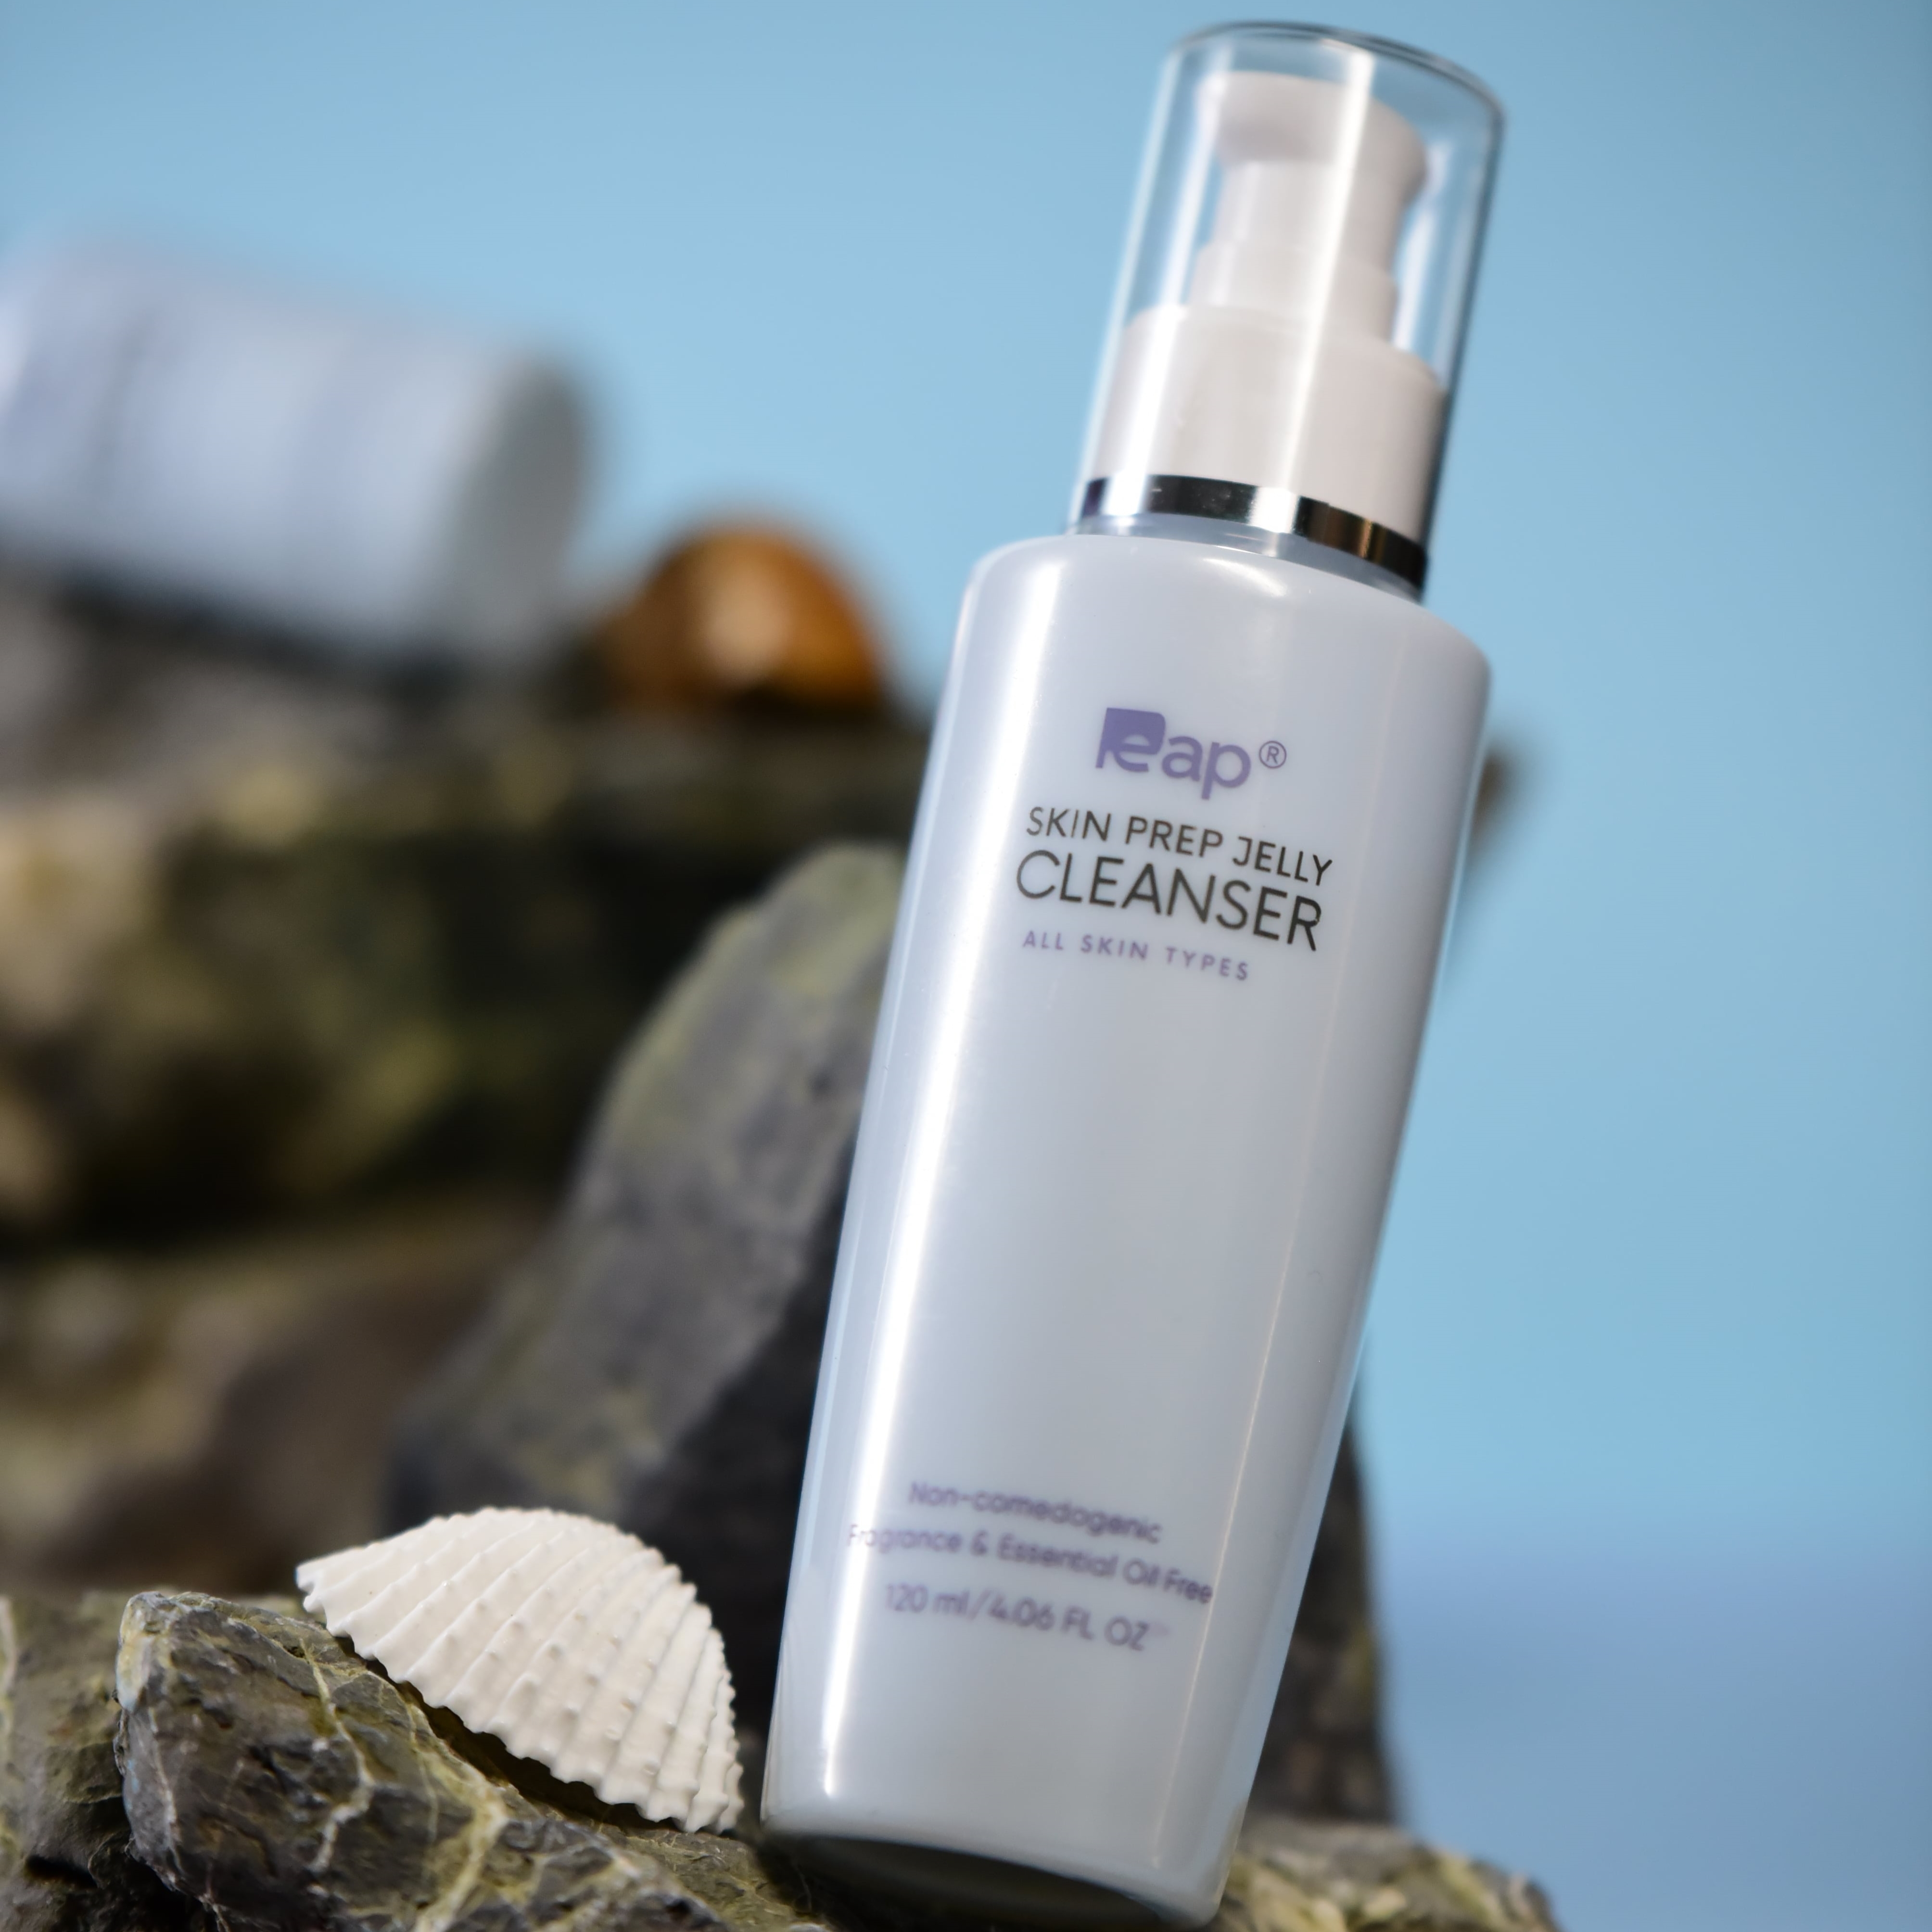 leap®
SKIN PREP JELLY
CLEANSER
ALL SKIN TYPES
Non-comedogenic
Fragrance & Essential Oil Free
120 ml/4.06 FL OZ